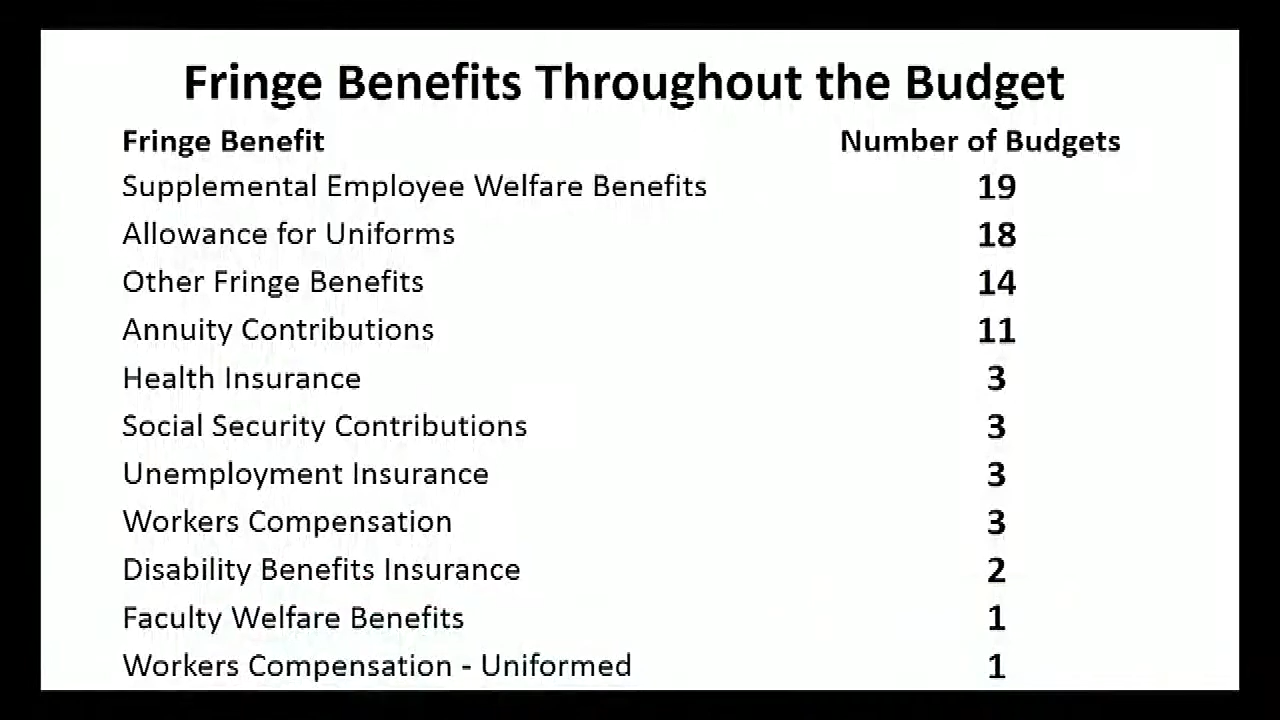 Fringe Benefits Throughout the Budget
Fringe Benefit Number of Budgets
Supplemental Employee Welfare Benefits 19
Allowance for Uniforms 18
Other Fringe Benefits 14
Annuity Contributions 11
Health Insurance 3
Social Security Contributions 3
Unemployment Insurance 3
Workers Compensation 3
Disability Benefits Insurance 2
Faculty Welfare Benefits 1
Workers Compensation - Uniformed 1